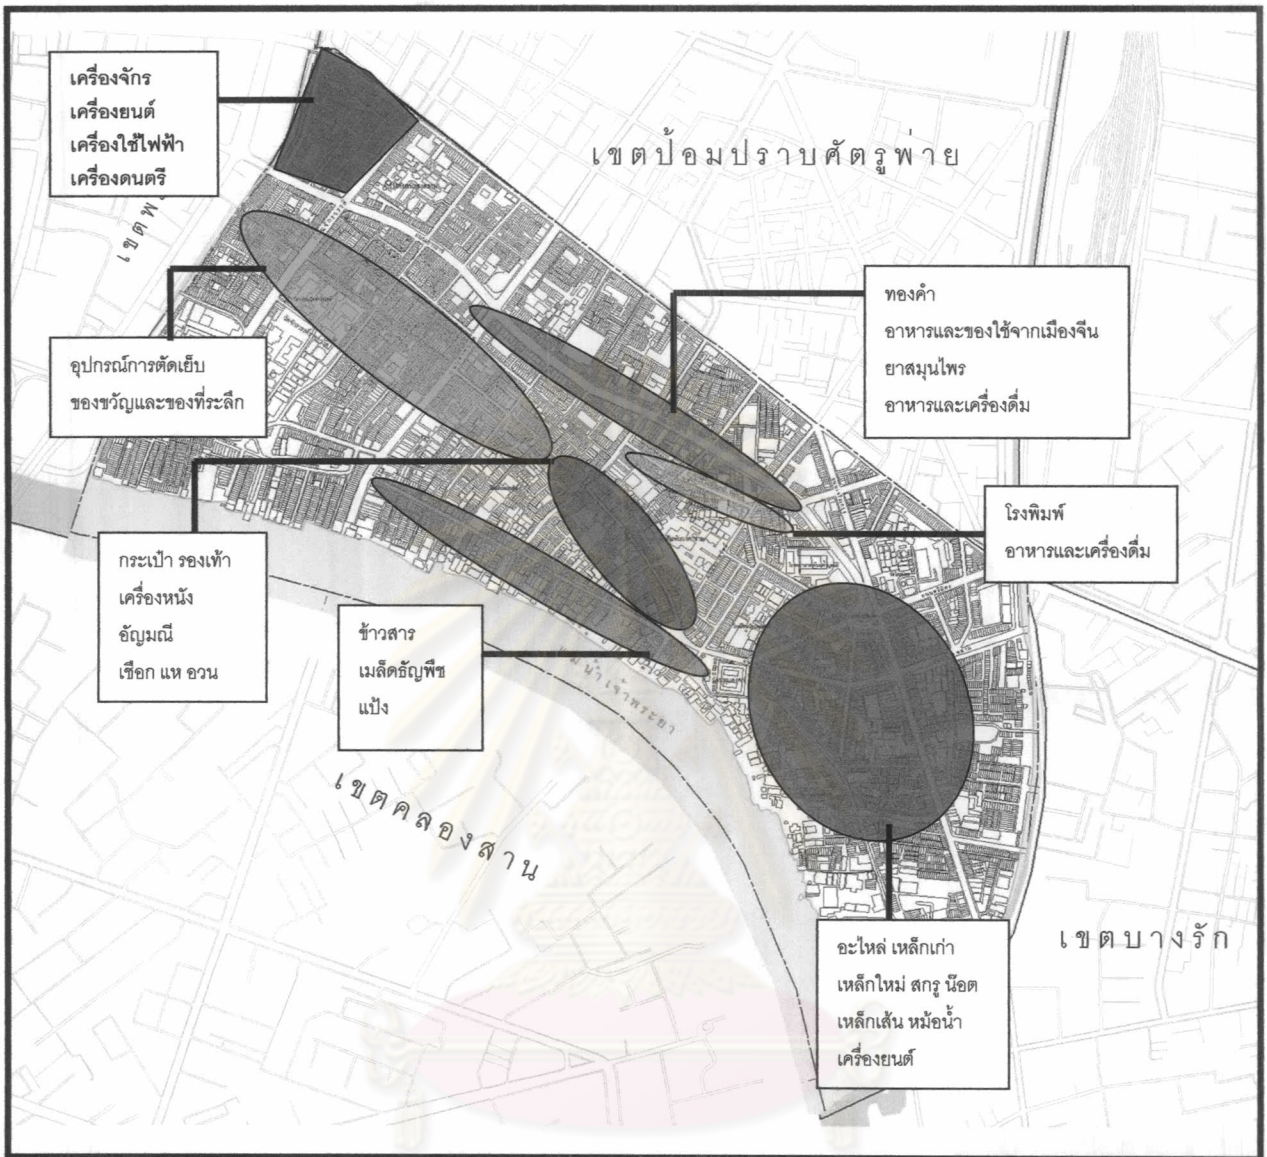 เครื่องจักร
เครื่องยนต์
เครื่องใช้ไฟฟ้า
เครื่องดนตรี
เขตป้อมปราบศัตรูพ่าย
ทองคำ
อาหารและของใช้จากเมืองจีน
ยาสมุนไพร
อาหารและเครื่องดื่ม
อุปกรณ์การตัดเย็บ
ของขวัญและของที่ระลึก
โรงพิมพ์
อาหารและเครื่องดื่ม
กระเป๋า รองเท้า
เครื่องหนัง
อัญมณี
เชือก แห อวน
ข้าวสาร
เมล็ดธัญพืช
แป้ง
แม่น้ำเจ้าพระยา
เขตคลองสาน
เขตบางรัก
อะไหล่ เหล็กเก่า
เหล็กใหม่ สกรู น๊อต
เหล็กเส้น หม้อน้ำ
เครื่องยนต์